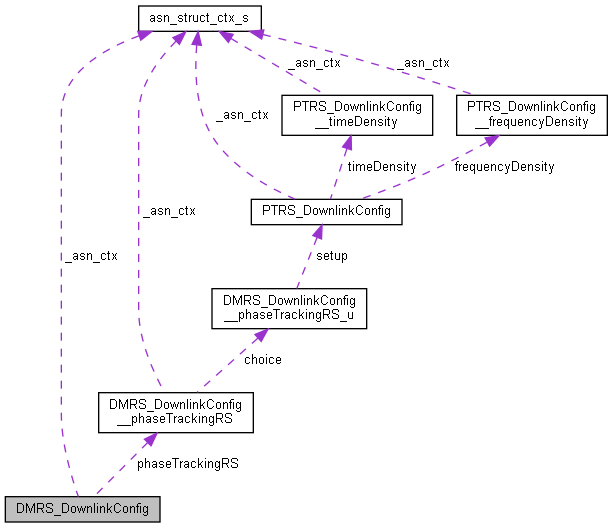 asn_struct_ctx_s
_asn_ctx
_asn_ctx
PTRS_DownlinkConfig
__timeDensity
PTRS_DownlinkConfig
__frequencyDensity
_asn_ctx
timeDensity
frequencyDensity
_asn_ctx
PTRS_DownlinkConfig
_asn_ctx
setup
DMRS_DownlinkConfig
__phaseTrackingRS_u
choice
DMRS_DownlinkConfig
__phaseTrackingRS
phaseTrackingRS
DMRS_DownlinkConfig